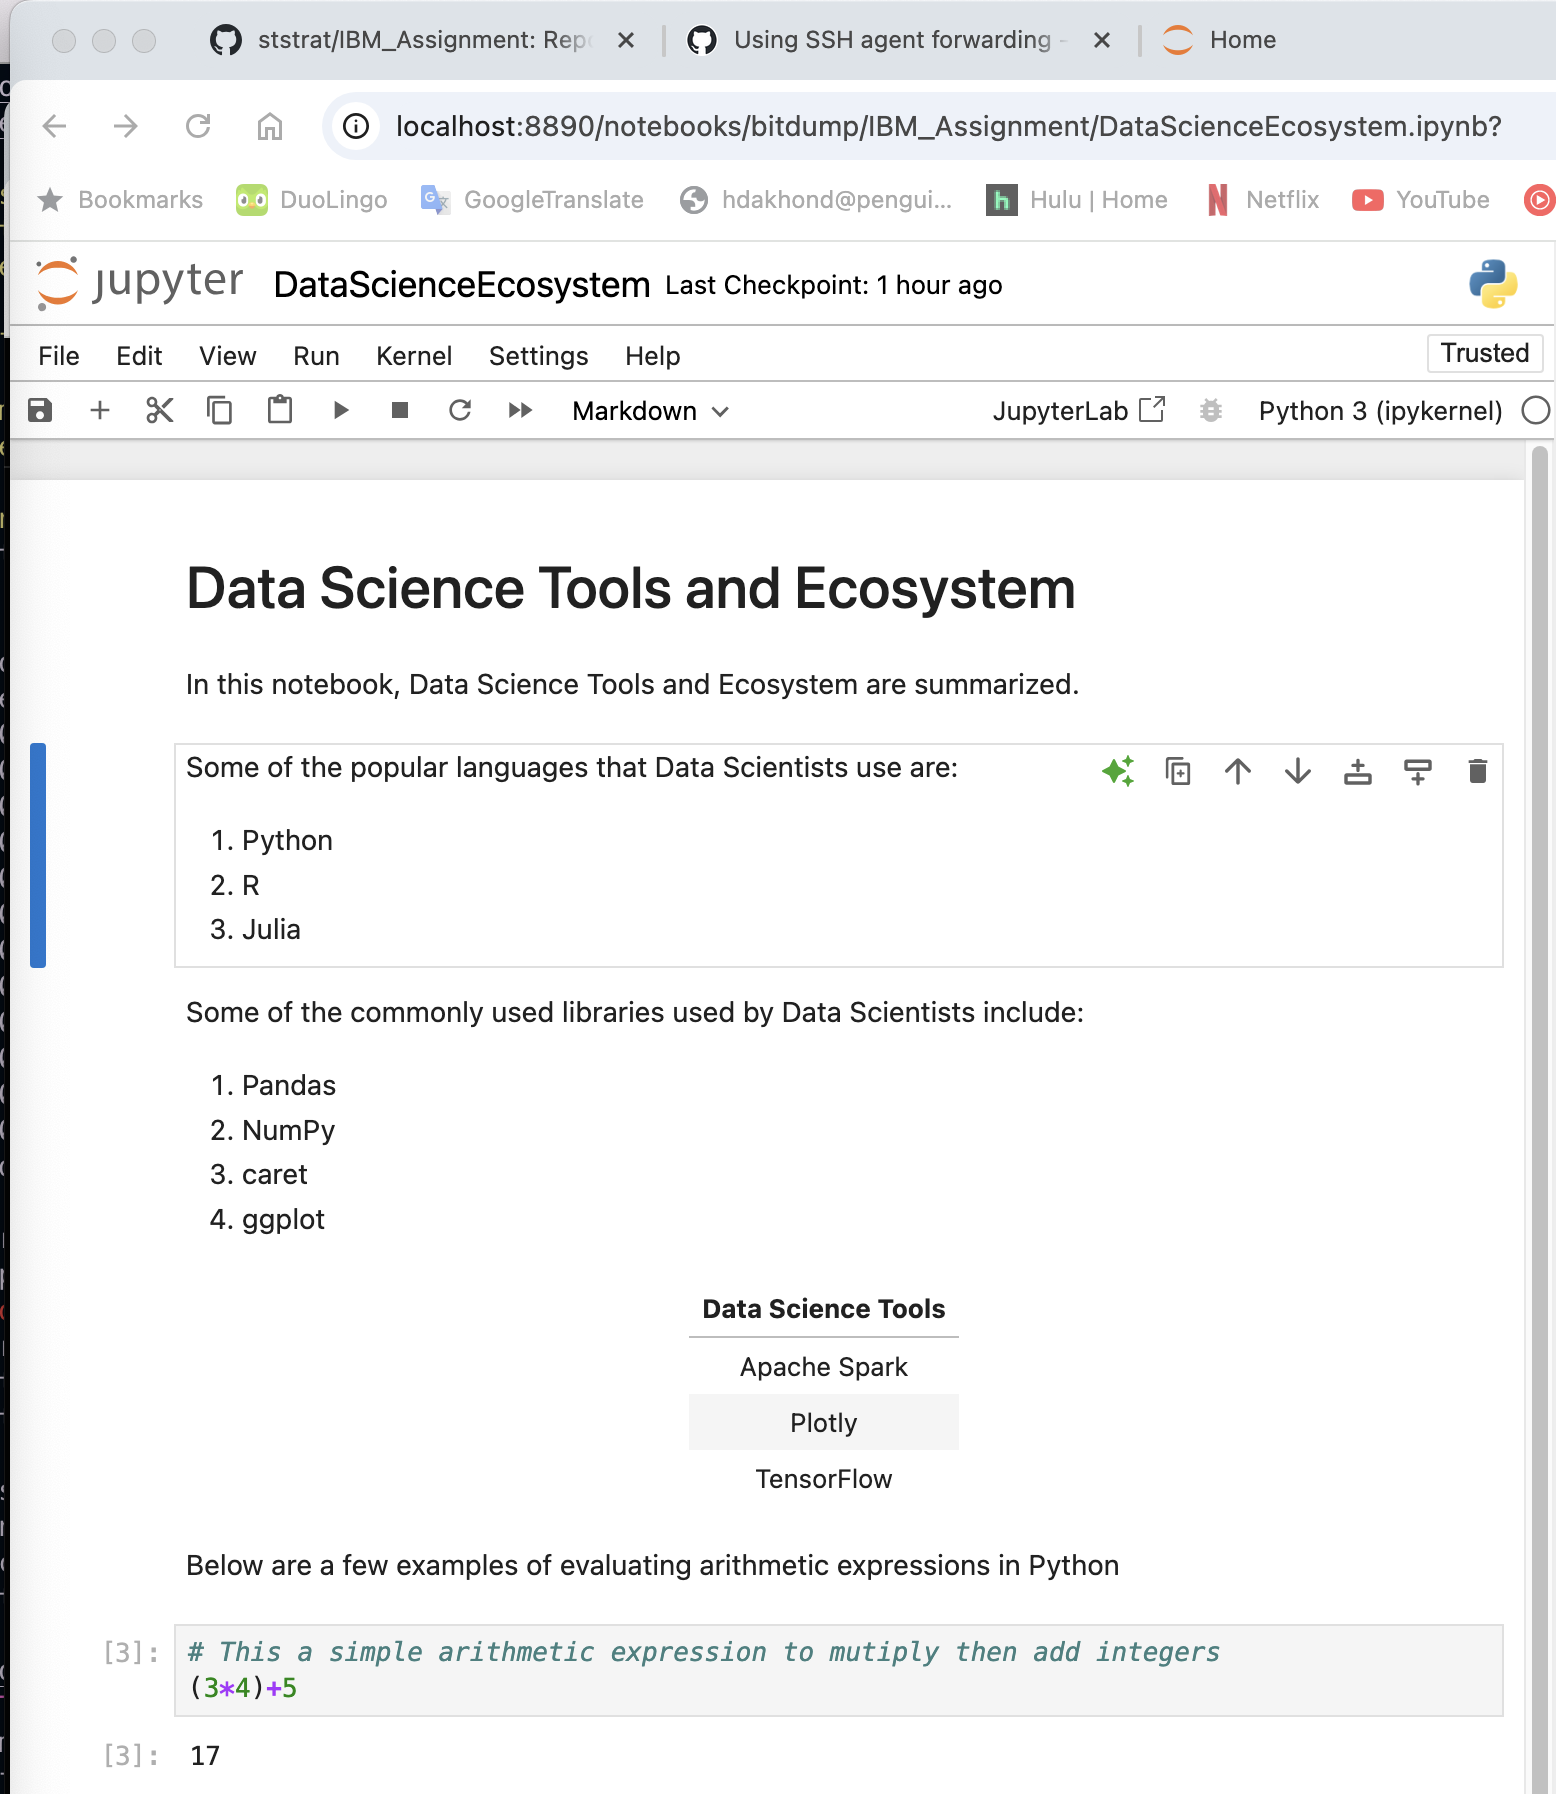 ststrat/IBM_Assignment: Rep
Using SSH agent forwarding -
Home
localhost:8890/notebooks/bitdump/IBM_Assignment/DataScienceEcosystem.ipynb?
Bookmarks
DuoLingo
GoogleTranslate
hdakhond@pengui...
Hulu | Home
Netflix
YouTube
jupyter
DataScienceEcosystem
Last Checkpoint: 1 hour ago
File Edit View Run Kernel Settings Help
Trusted
Markdown
JupyterLab
Python 3 (ipykernel)
Data Science Tools and Ecosystem
In this notebook, Data Science Tools and Ecosystem are summarized.
Some of the popular languages that Data Scientists use are:
1. Python
2. R
3. Julia
Some of the commonly used libraries used by Data Scientists include:
1. Pandas
2. NumPy
3. caret
4. ggplot
Data Science Tools
Apache Spark
Plotly
TensorFlow
Below are a few examples of evaluating arithmetic expressions in Python
[3]: # This a simple arithmetic expression to mutiply then add integers
(3*4)+5
[3]: 17